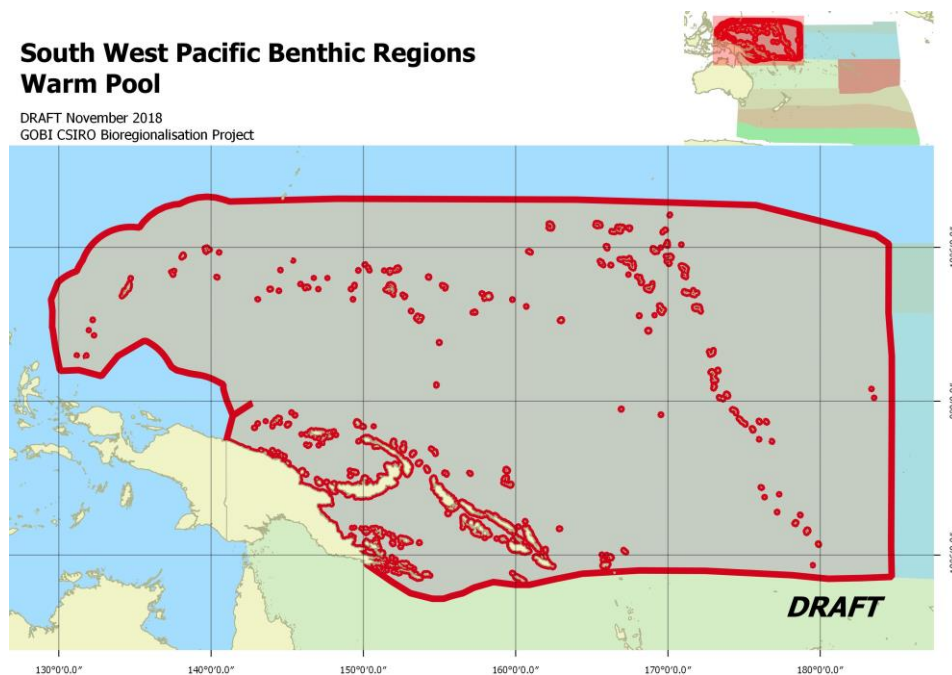 South West Pacific Benthic Regions
Warm Pool
DRAFT November 2018
GOBI CSIRO Bioregionalisation Project
DRAFT
130°0'0.0" 140°0'0.0" 150°0'0.0" 160°0'0.0" 170°0'0.0" 180°0'0.0"